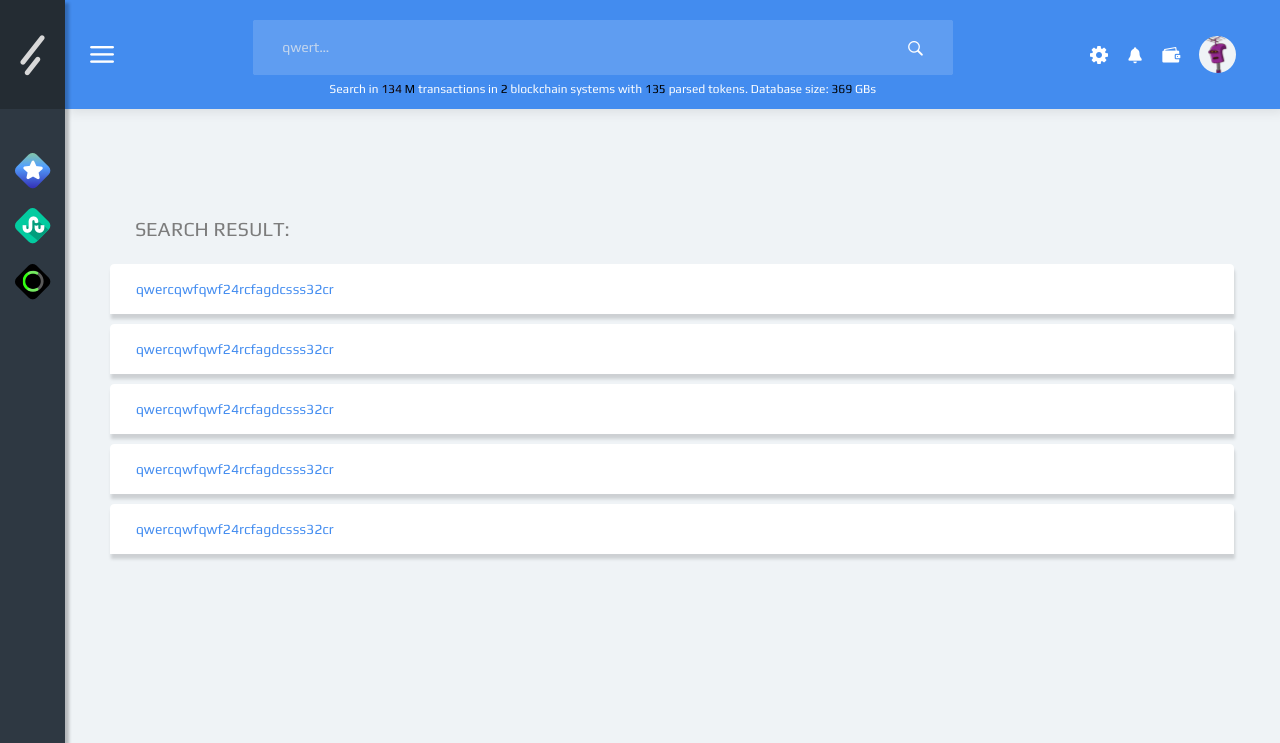 qwert...
Search in 134 M transactions in 2 blockchain systems with 135 parsed tokens. Database size: 369 GBs
SEARCH RESULT:
qwercqwfqwf24rcfagdcsss32cr
qwercqwfqwf24rcfagdcsss32cr
qwercqwfqwf24rcfagdcsss32cr
qwercqwfqwf24rcfagdcsss32cr
qwercqwfqwf24rcfagdcsss32cr